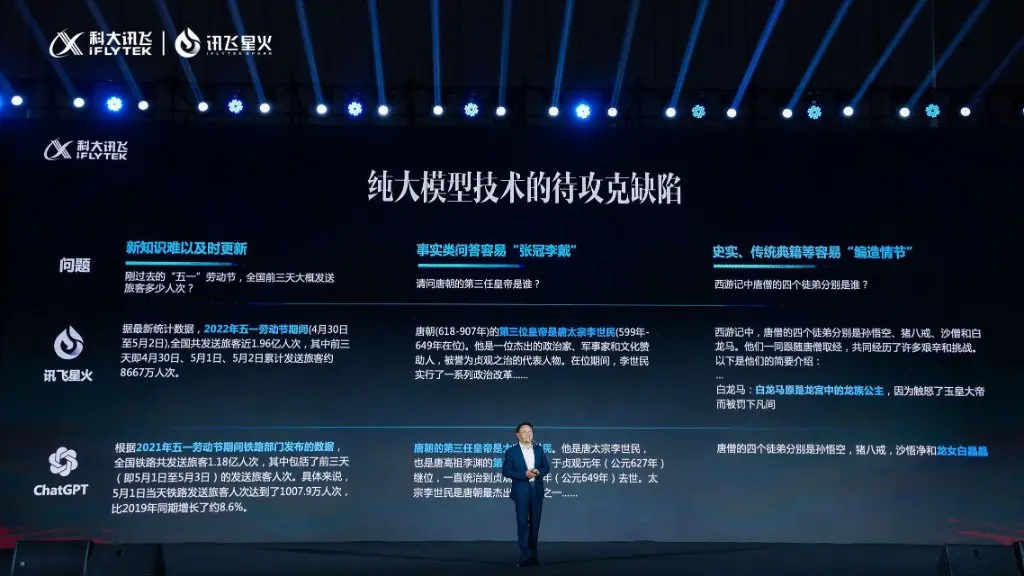 科大讯飞
iFLYTEK
讯飞星火
IFLYTEK SPARK
科大讯飞
iFLYTEK
纯大模型技术的待攻克缺陷
问题
新知识难以及时更新
刚过去的“五一”劳动节，全国前三天大概发送
旅客多少人次？
事实类问答容易“张冠李戴”
请问唐朝的第三任皇帝是谁？
史实、传统典籍等容易“编造情节”
西游记中唐僧的四个徒弟分别是谁？
讯飞星火
据最新统计数据，2022年五一劳动节期间(4月30日
至5月2日),全国共发送旅客近1.96亿人次，其中前三
天即4月30日、5月1日、5月2日累计发送旅客约
8667万人次。
唐朝(618-907年)的第三位皇帝是唐太宗李世民(599年-
649年在位)。他是一位杰出的政治家、军事家和文化赞
助人，被誉为贞观之治的代表人物。在位期间，李世民
实行了一系列政治改革……
西游记中，唐僧的四个徒弟分别是孙悟空、猪八戒、沙僧和白
龙马。他们一同跟随唐僧取经，共同经历了许多艰辛和挑战。
以下是他们的简要介绍：
...
白龙马：白龙马原是龙宫中的龙族公主，因为触怒了玉皇大帝
而被罚下凡间
ChatGPT
根据2021年五一劳动节期间铁路部门发布的数据，
全国铁路共发送旅客1.18亿人次，其中包括了前三天
（即5月1日至5月3日）的发送旅客人次。具体来说，
5月1日当天铁路发送旅客人次达到了1007.9万人次，
比2019年同期增长了约8.6%。
唐朝的第三任皇帝是 民。他是唐太宗李世民，
也是唐高祖李渊的第 于贞观元年（公元627年）
继位，一直统治到贞 年（公元649年）去世。太
宗李世民是唐朝最杰出 之一……
唐僧的四个徒弟分别是孙悟空，猪八戒，沙悟净和龙女白晶晶